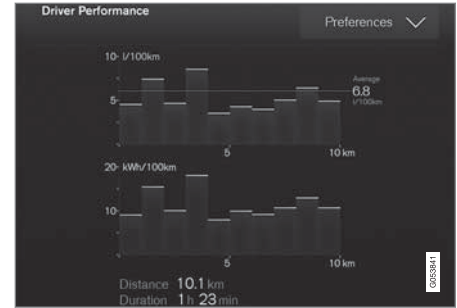 Driver Performance
Preferences
10- l/100km
Average
6.8
l/100km
5-
5
10 km
20- kWh/100km
10-
5
10 km
Distance 10.1 km
Duration 1 h 23 min
G053841